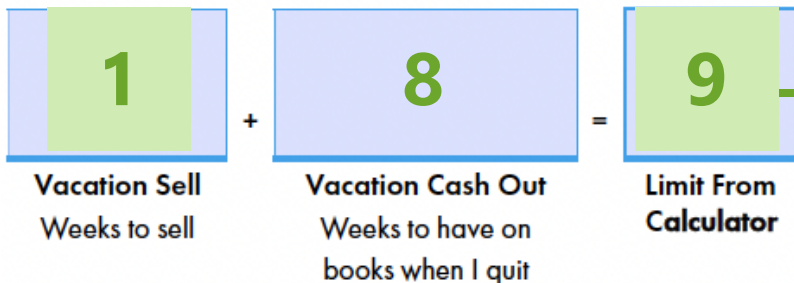 1 + 8 = 9
Vacation Sell
Weeks to sell
Vacation Cash Out
Weeks to have on
books when I quit
Limit From
Calculator